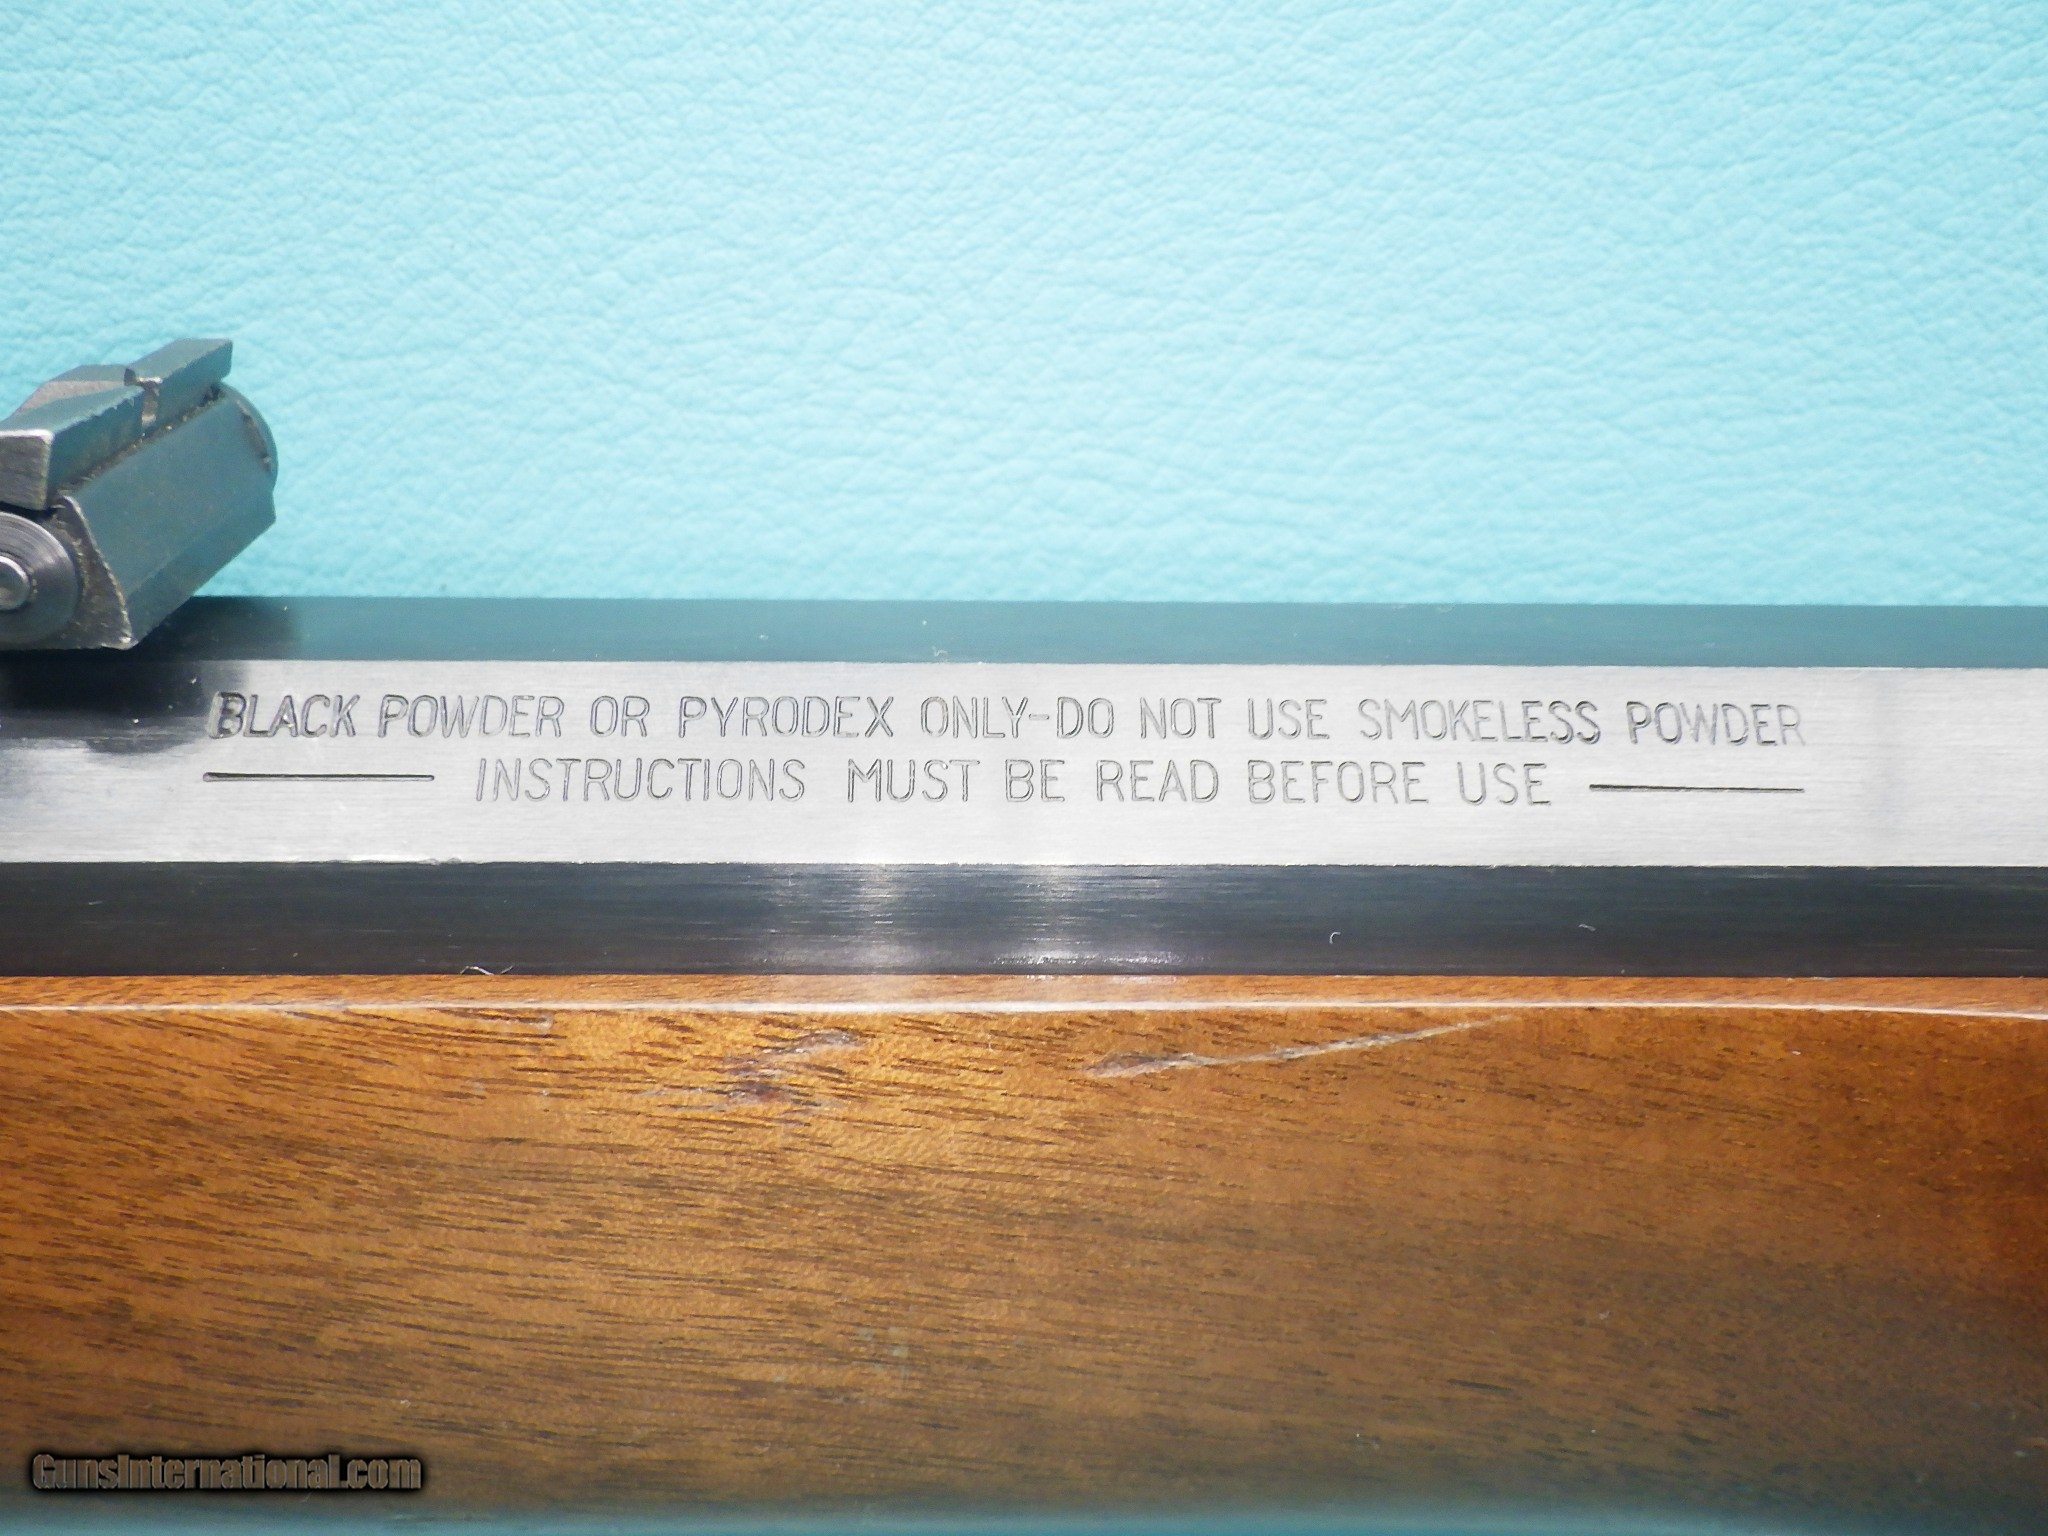 BLACK POWDER OR PYRODEX ONLY-DO NOT USE SMOKELESS POWDER
INSTRUCTIONS MUST BE READ BEFORE USE
GunsInternational.com